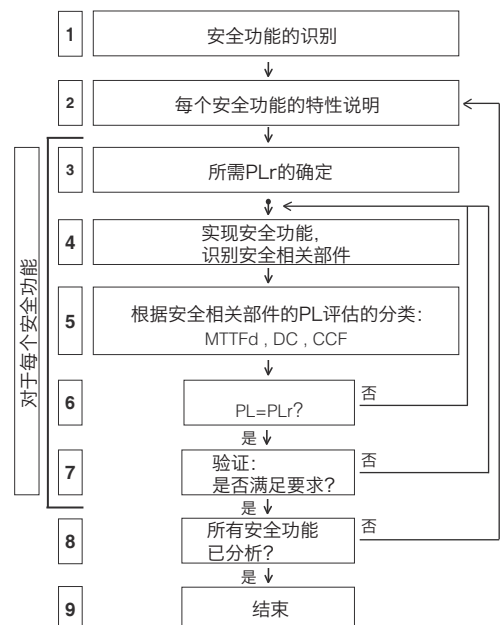 1
安全功能的识别
2
每个安全功能的特性说明
对于每个安全功能
3
所需PLr的确定
4
实现安全功能,
识别安全相关部件
5
根据安全相关部件的PL评估的分类:
MTTFd , DC , CCF
6
PL=PLr?
否
是
7
验证:
是否满足要求?
否
是
8
所有安全功能
已分析?
否
是
9
结束